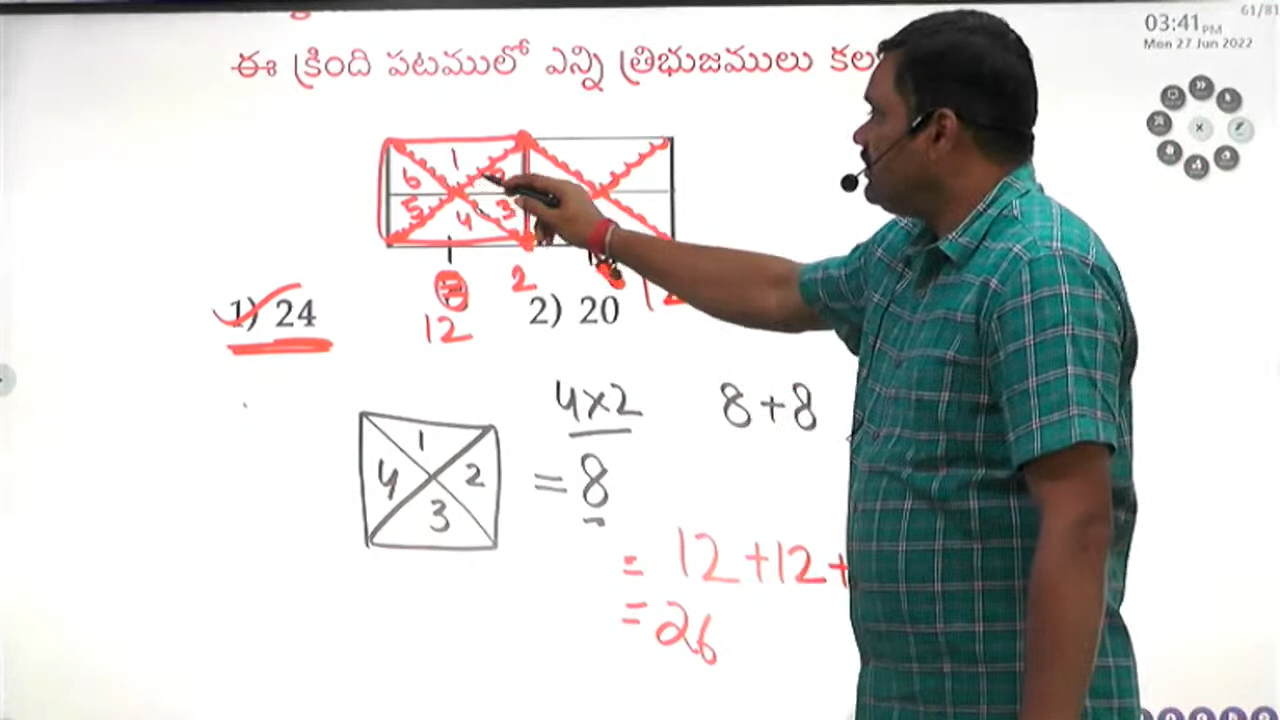 61/81
03:41 PM
Mon 27 Jun 2022
ఈ క్రింది పటములో ఎన్ని త్రిభుజములు
1
6
5 4 3
2
12
1) 24 2) 20
4×2 8+8
1
4 2
3
= 8
= 12+12+
= 26